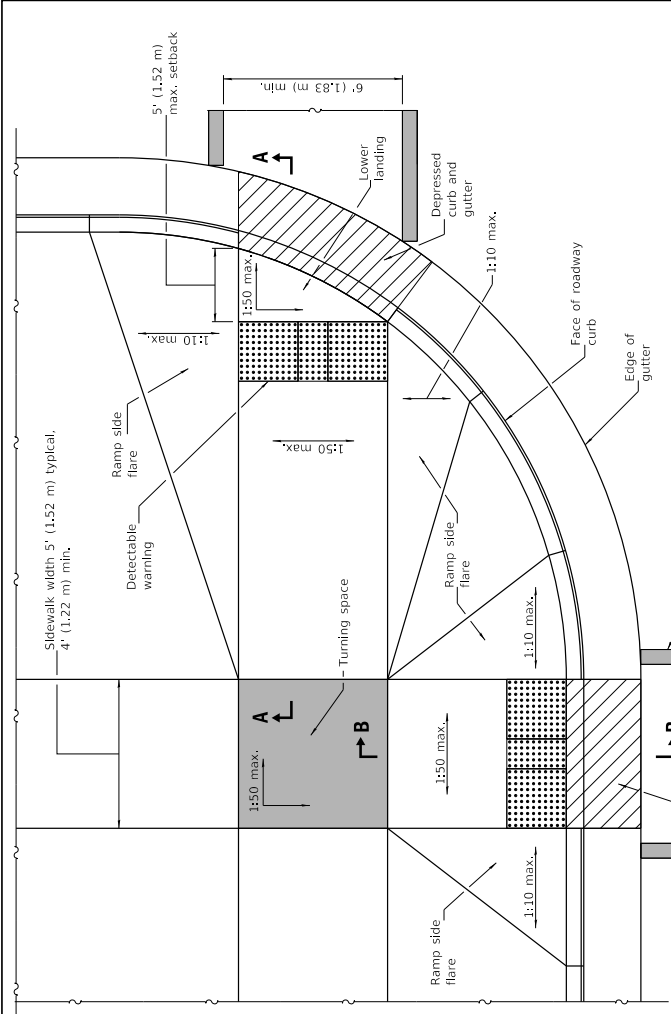 5' (1.52 m)
max. setback
6' (1.83 m) min.
Sidewalk width 5' (1.52 m) typical,
4' (1.22 m) min.
A
Lower
landing
Depressed
curb and
gutter
1:50 max.
1:10 max.
1:10 max.
Ramp side
flare
Detectable
warning
1:50 max.
Face of roadway
curb
Edge of
gutter
Ramp side
flare
1:10 max.
Turning space
A
B
1:50 max.
1:50 max.
B
Ramp side
flare
1:10 max.